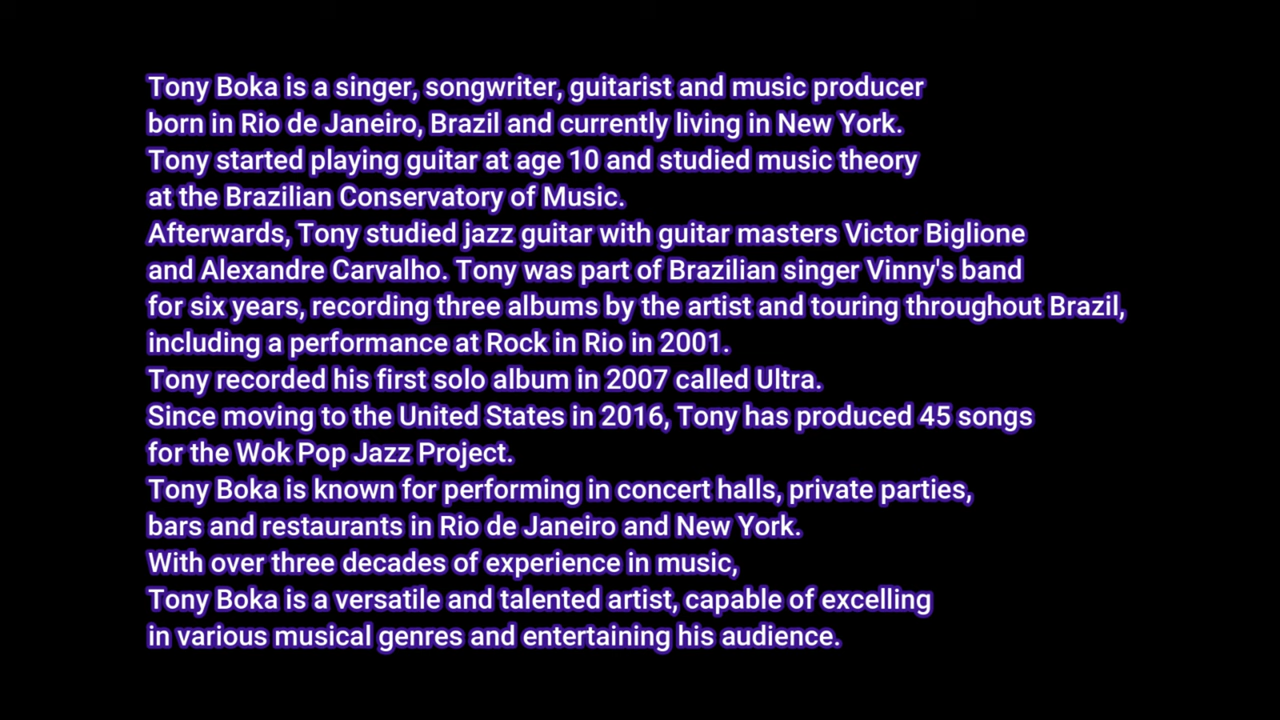 Tony Boka is a singer, songwriter, guitarist and music producer
born in Rio de Janeiro, Brazil and currently living in New York.
Tony started playing guitar at age 10 and studied music theory
at the Brazilian Conservatory of Music.
Afterwards, Tony studied jazz guitar with guitar masters Victor Biglione
and Alexandre Carvalho. Tony was part of Brazilian singer Vinny's band
for six years, recording three albums by the artist and touring throughout Brazil,
including a performance at Rock in Rio in 2001.
Tony recorded his first solo album in 2007 called Ultra.
Since moving to the United States in 2016, Tony has produced 45 songs
for the Wok Pop Jazz Project.
Tony Boka is known for performing in concert halls, private parties,
bars and restaurants in Rio de Janeiro and New York.
With over three decades of experience in music,
Tony Boka is a versatile and talented artist, capable of excelling
in various musical genres and entertaining his audience.